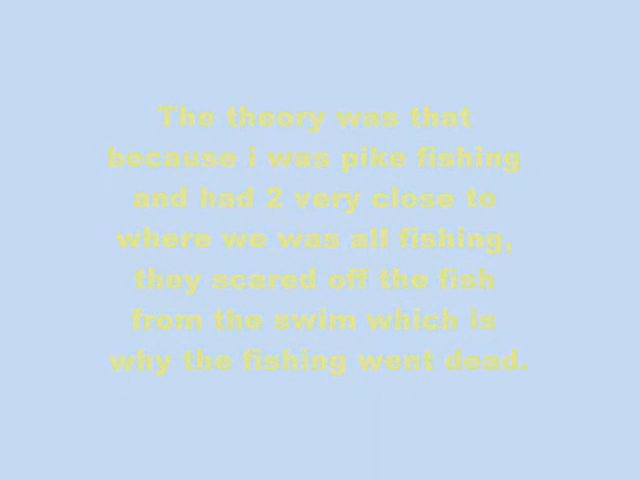 The theory was that
because i was pike fishing
and had 2 very close to
where we was all fishing,
they scared off the fish
from the swim which is
why the fishing went dead.